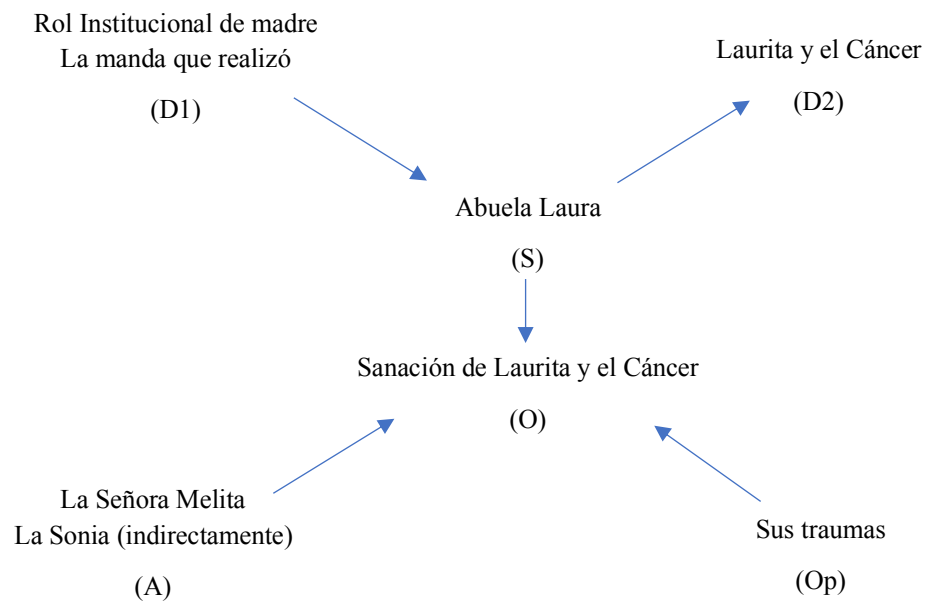 Rol Institucional de madre
La manda que realizó
(D1)
Laurita y el Cáncer
(D2)
Abuela Laura
(S)
Sanación de Laurita y el Cáncer
(O)
La Señora Melita
La Sonia (indirectamente)
(A)
Sus traumas
(Op)